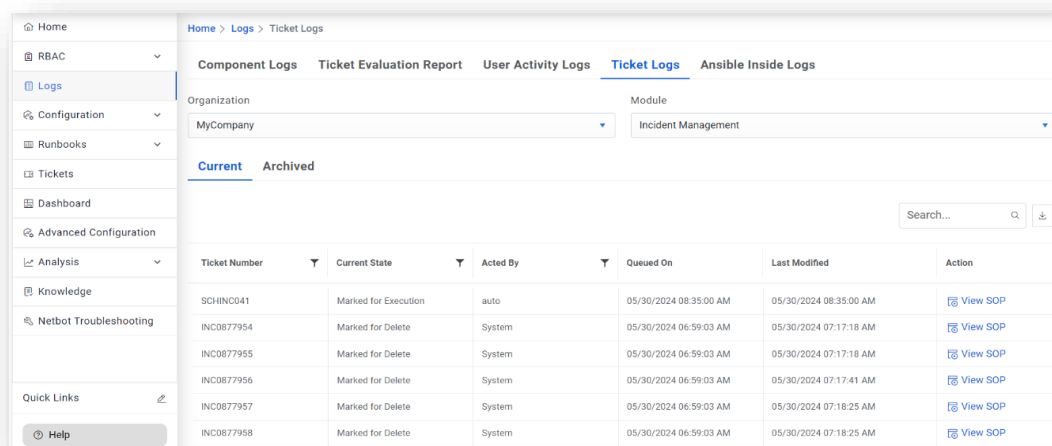 Home
RBAC
Logs
Configuration
Runbooks
Tickets
Dashboard
Advanced Configuration
Analysis
Knowledge
Netbot Troubleshooting
Quick Links
Help
Home > Logs > Ticket Logs
Component Logs Ticket Evaluation Report User Activity Logs Ticket Logs Ansible Inside Logs
Organization Module
MyCompany Incident Management
Current Archived
Search...
Ticket Number Current State Acted By Queued On Last Modified Action
SCHINC041 Marked for Execution auto 05/30/2024 08:35:00 AM 05/30/2024 08:35:00 AM View SOP
INC0877954 Marked for Delete System 05/30/2024 06:59:03 AM 05/30/2024 07:17:18 AM View SOP
INC0877955 Marked for Delete System 05/30/2024 06:59:03 AM 05/30/2024 07:17:18 AM View SOP
INC0877956 Marked for Delete System 05/30/2024 06:59:03 AM 05/30/2024 07:17:41 AM View SOP
INC0877957 Marked for Delete System 05/30/2024 06:59:03 AM 05/30/2024 07:18:25 AM View SOP
INC0877958 Marked for Delete System 05/30/2024 06:59:03 AM 05/30/2024 07:18:25 AM View SOP